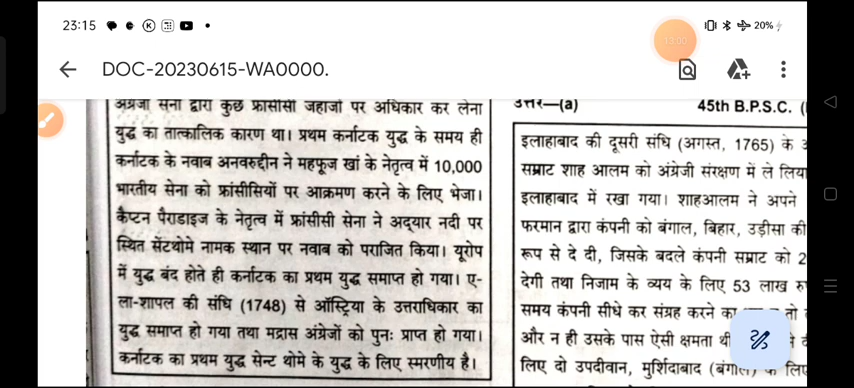 23:15
20%
13:00
DOC-20230615-WA0000.
अंग्रेजी सेना द्वारा कुछ फ्रांसीसी जहाजों पर अधिकार कर लेना
युद्ध का तात्कालिक कारण था। प्रथम कर्नाटक युद्ध के समय ही
कर्नाटक के नवाब अनवरुद्दीन ने महफूज खां के नेतृत्व में 10,000
भारतीय सेना को फ्रांसीसियों पर आक्रमण करने के लिए भेजा।
कैप्टन पैराडाइज के नेतृत्व में फ्रांसीसी सेना ने अद्यार नदी पर
स्थित सेंटथोमे नामक स्थान पर नवाब को पराजित किया। यूरोप
में युद्ध बंद होते ही कर्नाटक का प्रथम युद्ध समाप्त हो गया। ए-
ला-शापल की संधि (1748) से ऑस्ट्रिया के उत्तराधिकार का
युद्ध समाप्त हो गया तथा मद्रास अंग्रेजों को पुनः प्राप्त हो गया।
कर्नाटक का प्रथम युद्ध सेन्ट थोमे के युद्ध के लिए स्मरणीय है।
उत्तर—(a) 45th B.P.S.C. (
इलाहाबाद की दूसरी संधि (अगस्त, 1765) के
सम्राट शाह आलम को अंग्रेजी संरक्षण में ले लिया
इलाहाबाद में रखा गया। शाहआलम ने अपने
फरमान द्वारा कंपनी को बंगाल, बिहार, उड़ीसा की
रूप से दे दी, जिसके बदले कंपनी सम्राट को 2
देगी तथा निजाम के व्यय के लिए 53 लाख
समय कंपनी सीधे कर संग्रह करने का तो
और न ही उसके पास ऐसी क्षमता थी
लिए दो उपदीवान, मुर्शिदाबाद (बंगाल) के